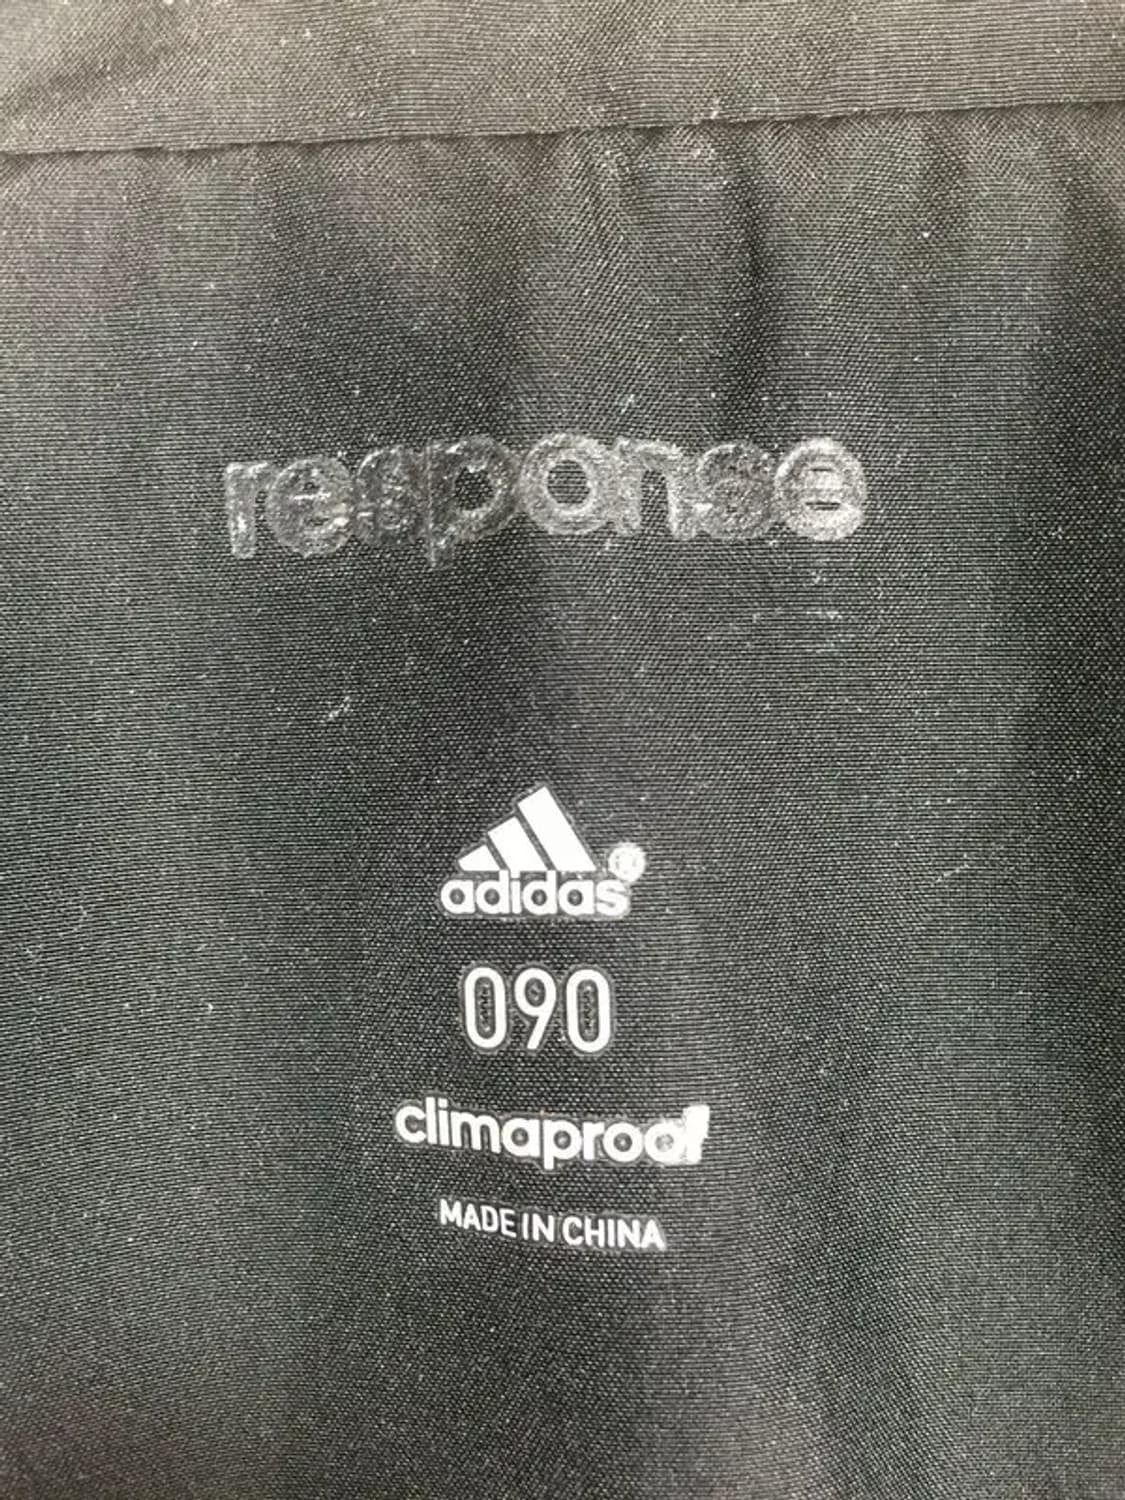 response
adidas®
090
climaproof
MADE IN CHINA